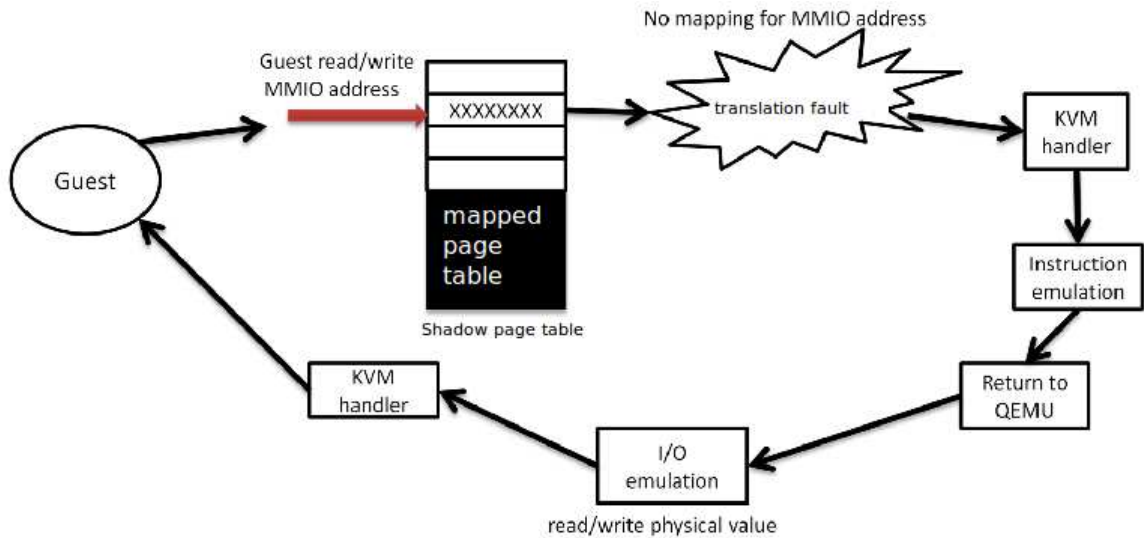 No mapping for MMIO address
Guest read/write
MMIO address
XXXXXXXX
translation fault
KVM
handler
Guest
mapped
page
table
Instruction
emulation
Shadow page table
KVM
handler
Return to
QEMU
I/O
emulation
read/write physical value